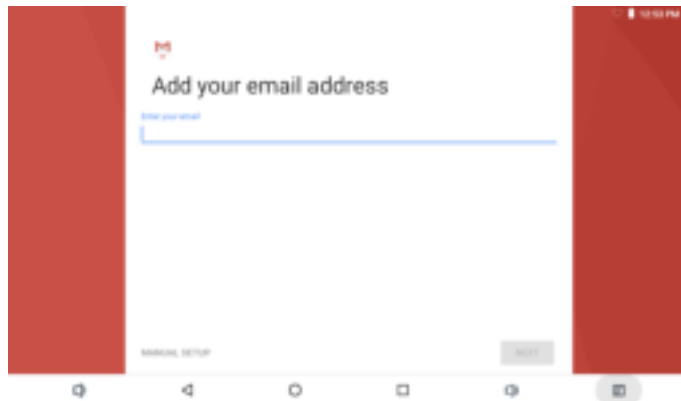 12:53 PM
Add your email address
Enter your email
MANUAL SETUP
NEXT